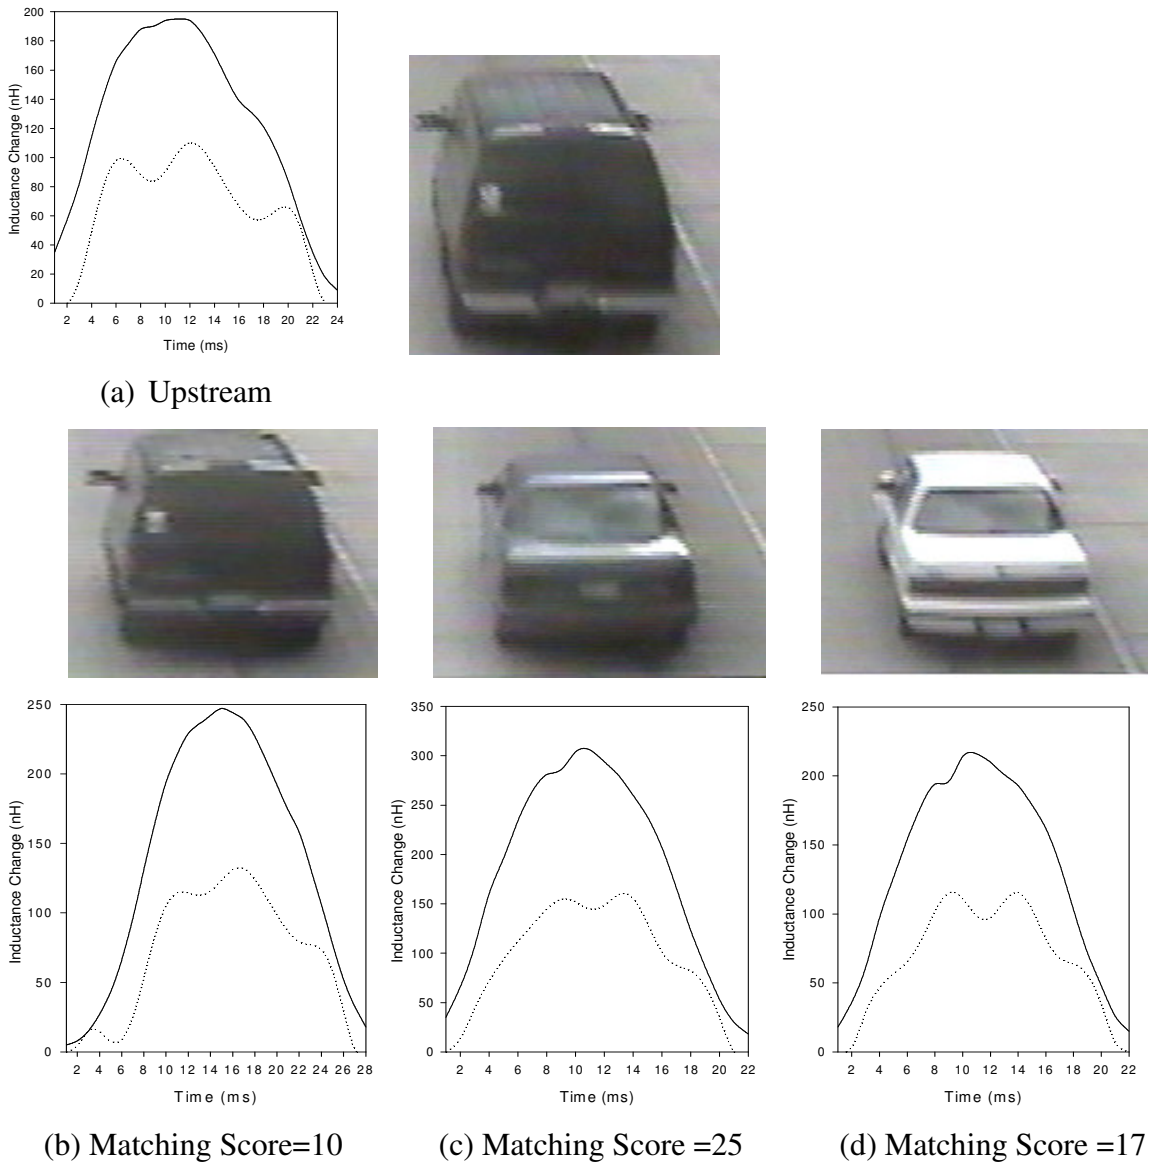 200
180
160
140
120
100
80
60
40
20
0
Inductance Change (nH)
2 4 6 8 10 12 14 16 18 20 22 24
Time (ms)
(a) Upstream
250
200
150
100
50
0
Inductance Change (nH)
2 4 6 8 10 12 14 16 18 20 22 24 26 28
Time (ms)
350
300
250
200
150
100
50
0
Inductance Change (nH)
2 4 6 8 10 12 14 16 18 20 22
Time (ms)
250
200
150
100
50
0
Inductance Change (nH)
2 4 6 8 10 12 14 16 18 20 22
Time (ms)
(b) Matching Score=10
(c) Matching Score =25
(d) Matching Score =17